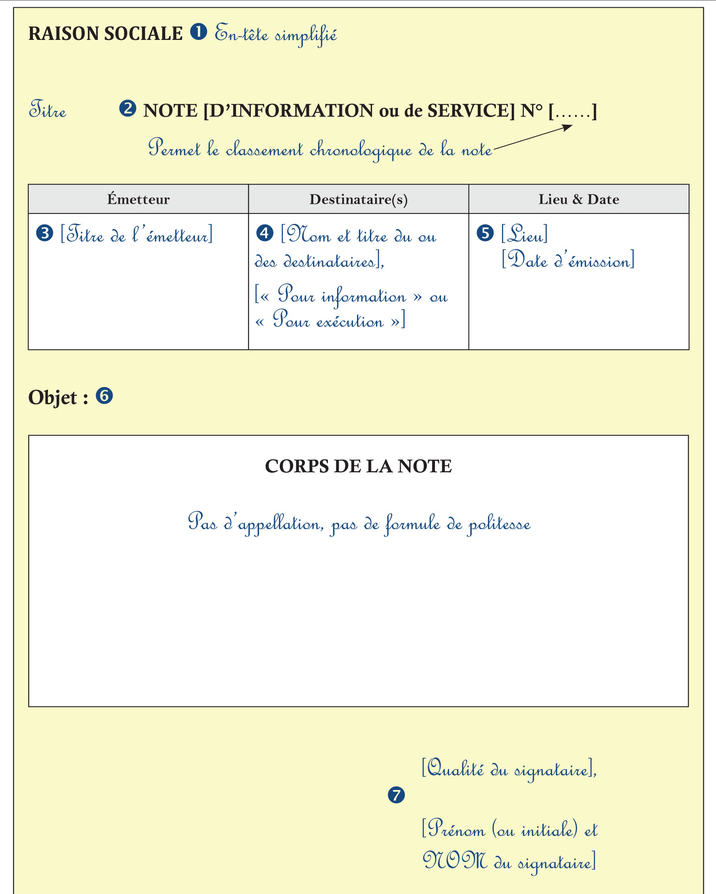 RAISON SOCIALE ❶ En-tête simplifié
Titre ❷ NOTE [D'INFORMATION ou de SERVICE] N° [......]
Permet le classement chronologique de la note
Émetteur Destinataire(s) Lieu & Date
❸ [Titre de l'émetteur] ❹ [Nom et titre du ou ❺ [Lieu]
des destinataires], [Date d'émission]
[« Pour information » ou
« Pour exécution »]
Objet : ❻
CORPS DE LA NOTE
Pas d'appellation, pas de formule de politesse
[Qualité du signataire],
❼
[Prénom (ou initiale) et
NOM du signataire]